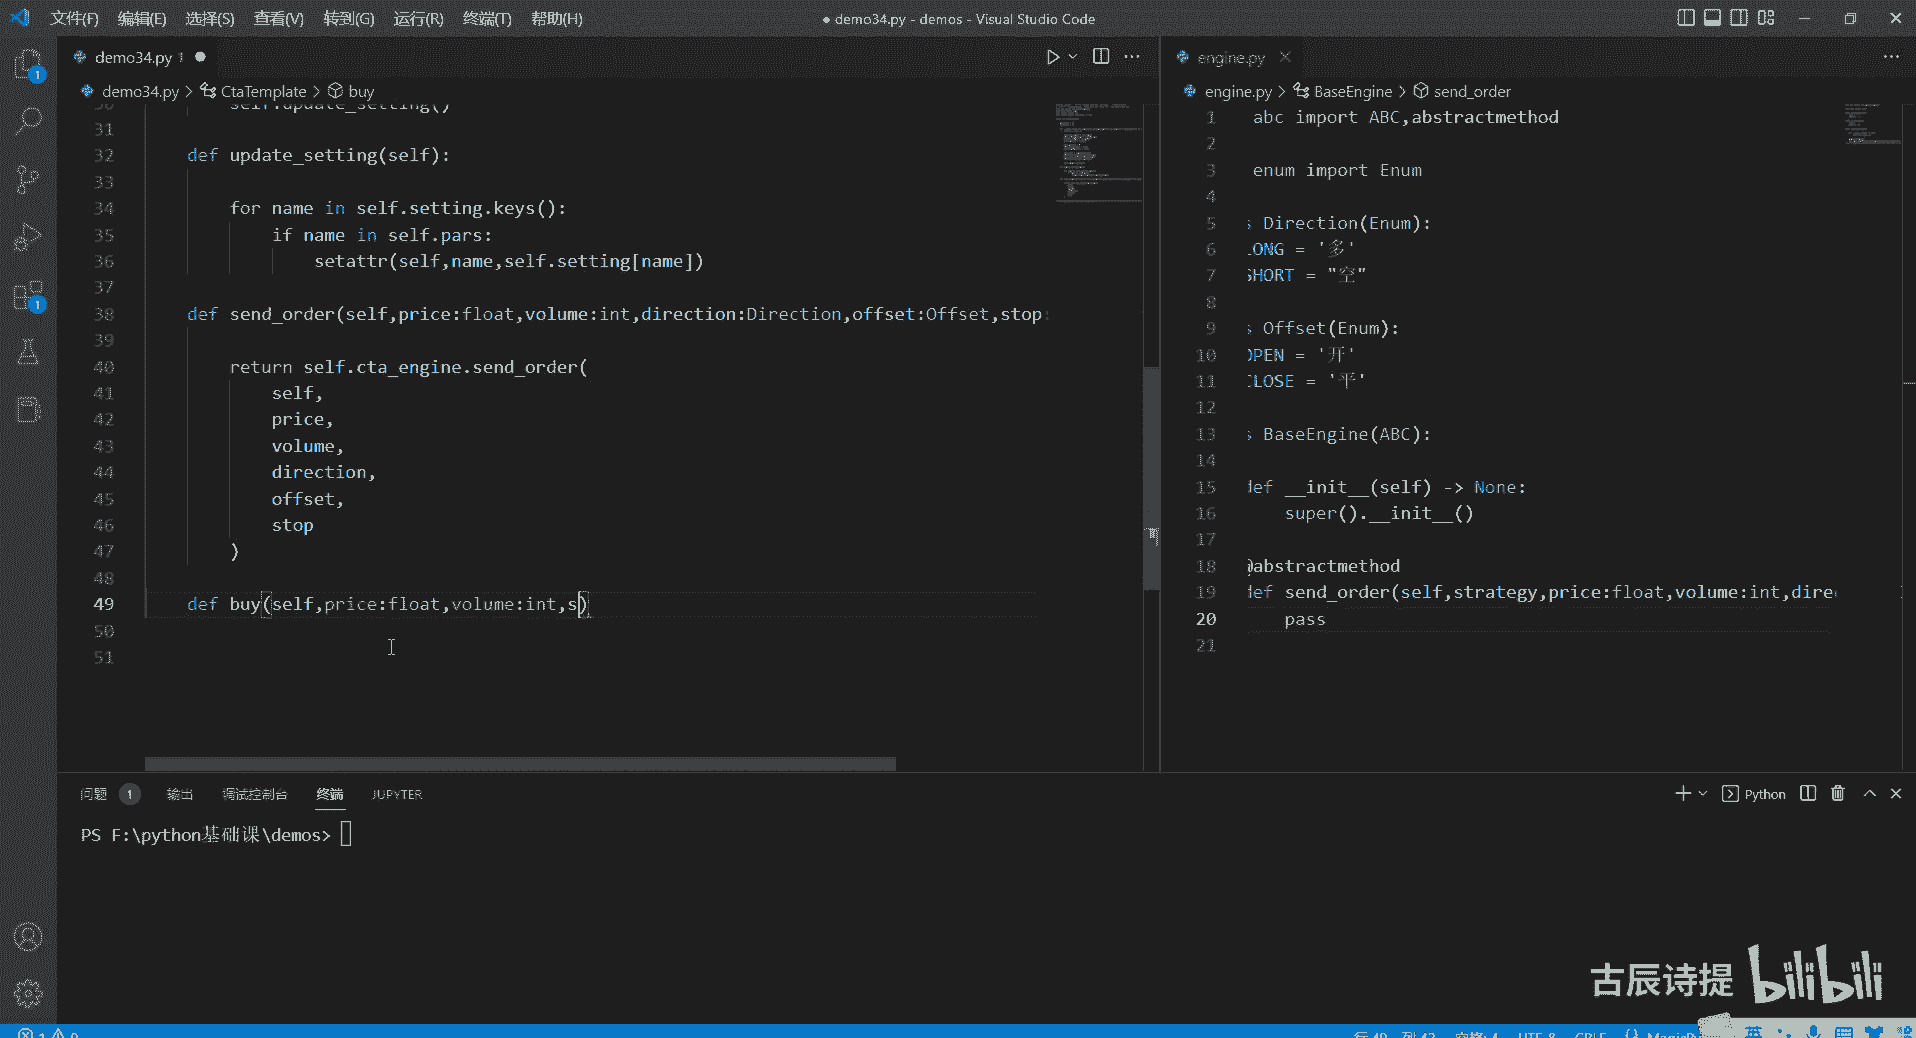 文件(F) 编辑(E) 选择(S) 查看(V) 转到(G) 运行(R) 终端(T) 帮助(H)
● demo34.py - demos - Visual Studio Code
demo34.py 1 ●
engine.py
demo34.py > CtaTemplate > buy
engine.py > BaseEngine > send_order
30 self.update_setting()
31
32 def update_setting(self):
33
34 for name in self.setting.keys():
35 if name in self.pars:
36 setattr(self,name,self.setting[name])
37
38 def send_order(self,price:float,volume:int,direction:Direction,offset:Offset,stop:
39
40 return self.cta_engine.send_order(
41 self,
42 price,
43 volume,
44 direction,
45 offset,
46 stop
47 )
48
49 def buy(self,price:float,volume:int,s)
50
51
1 abc import ABC,abstractmethod
2
3 enum import Enum
4
5 s Direction(Enum):
6 LONG = '多'
7 SHORT = "空"
8
9 s Offset(Enum):
10 OPEN = '开'
11 CLOSE = '平'
12
13 s BaseEngine(ABC):
14
15 def __init__(self) -> None:
16 super().__init__()
17
18 @abstractmethod
19 def send_order(self,strategy,price:float,volume:int,dire
20 pass
21
问题 1 输出 调试控制台 终端 JUPYTER
Python
PS F:\python基础课\demos>
古辰诗提 bilibili
英